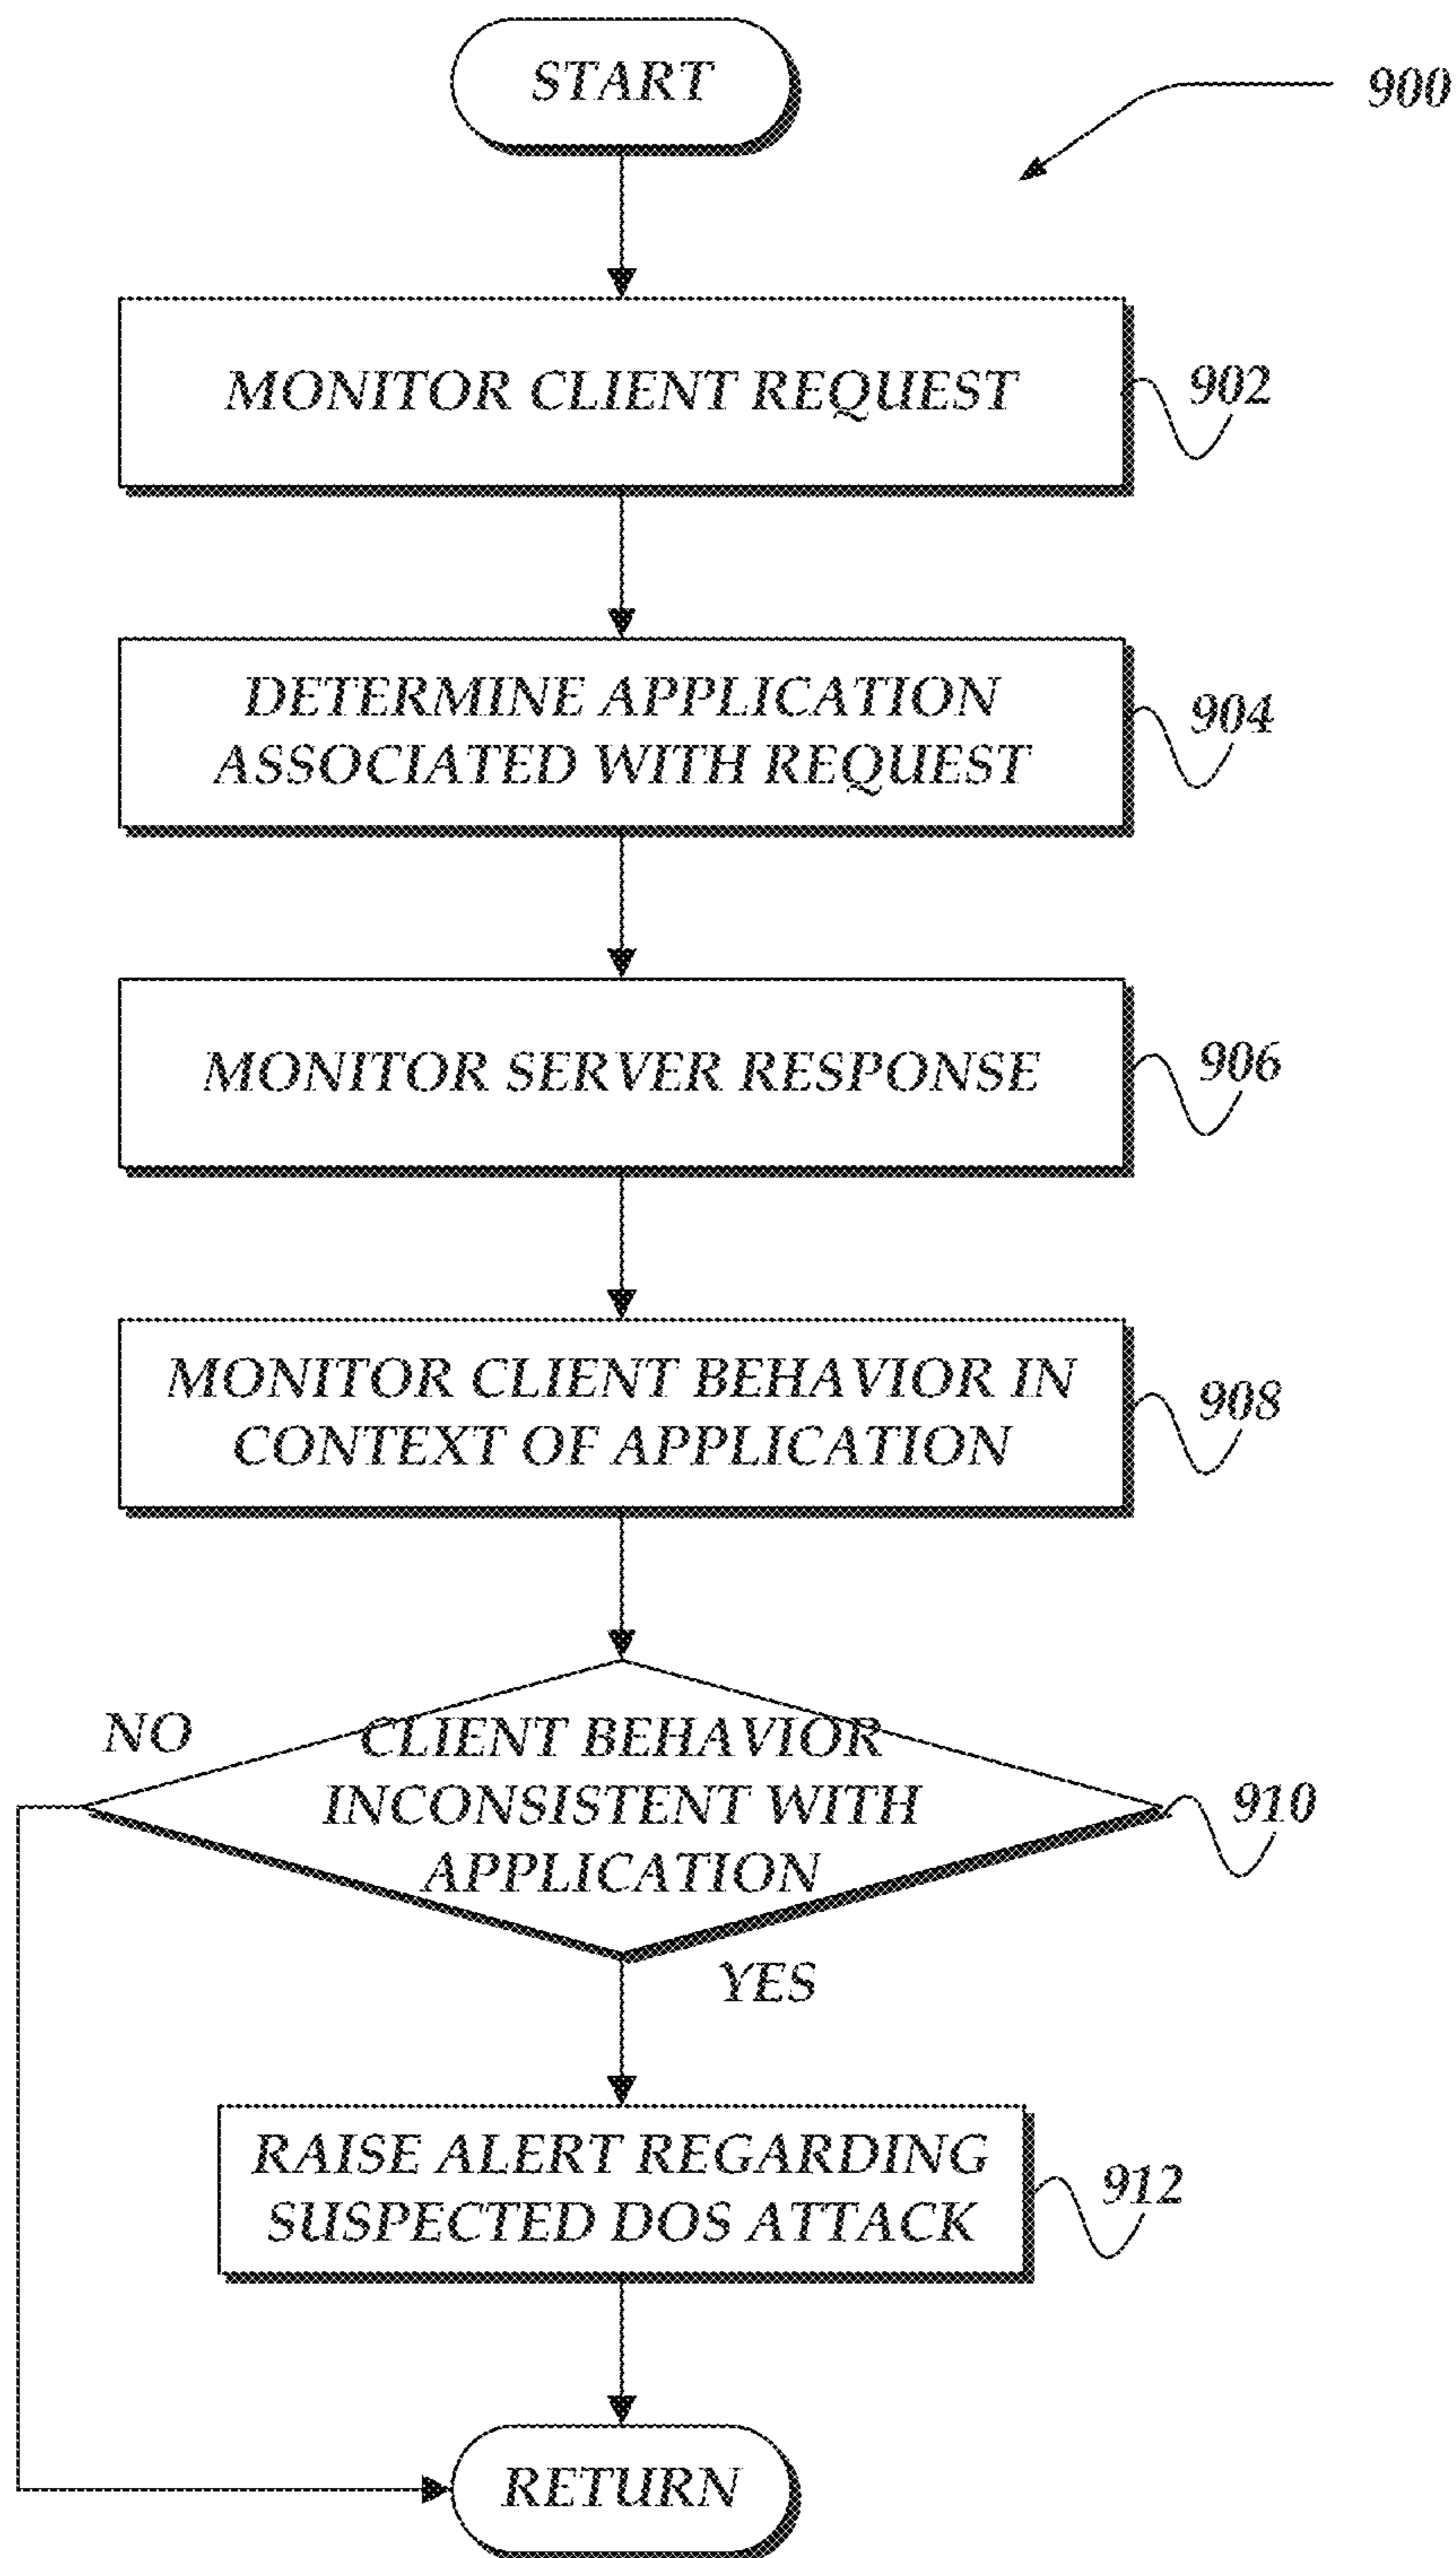 START
900
MONITOR CLIENT REQUEST
902
DETERMINE APPLICATION
ASSOCIATED WITH REQUEST
904
MONITOR SERVER RESPONSE
906
MONITOR CLIENT BEHAVIOR IN
CONTEXT OF APPLICATION
908
NO
CLIENT BEHAVIOR
INCONSISTENT WITH
APPLICATION
910
YES
RAISE ALERT REGARDING
SUSPECTED DOS ATTACK
912
RETURN